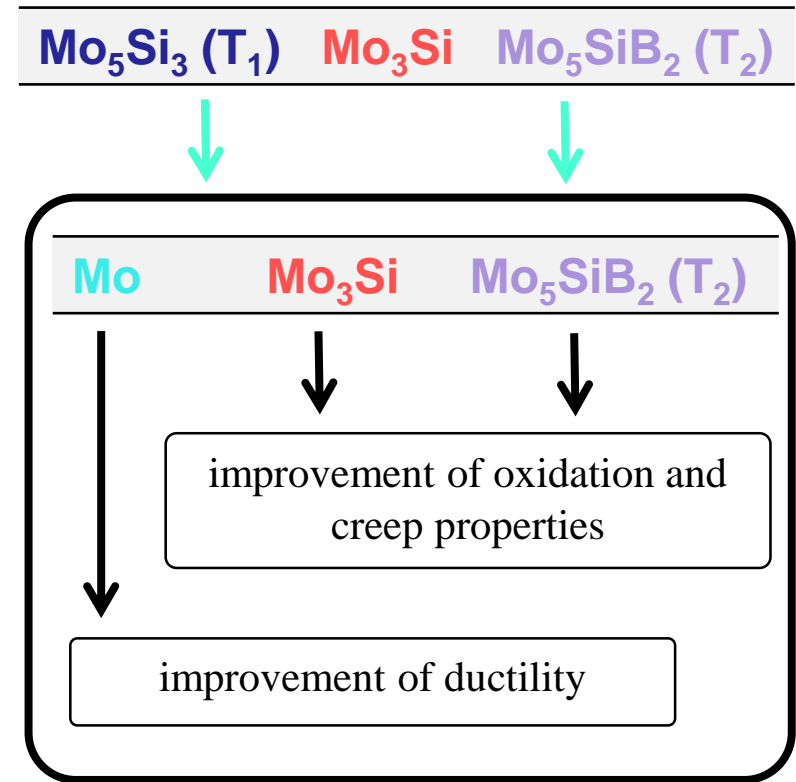 Mo₅Si₃ (T₁) Mo₃Si Mo₅SiB₂ (T₂)
Mo Mo₃Si Mo₅SiB₂ (T₂)
improvement of oxidation and
creep properties
improvement of ductility